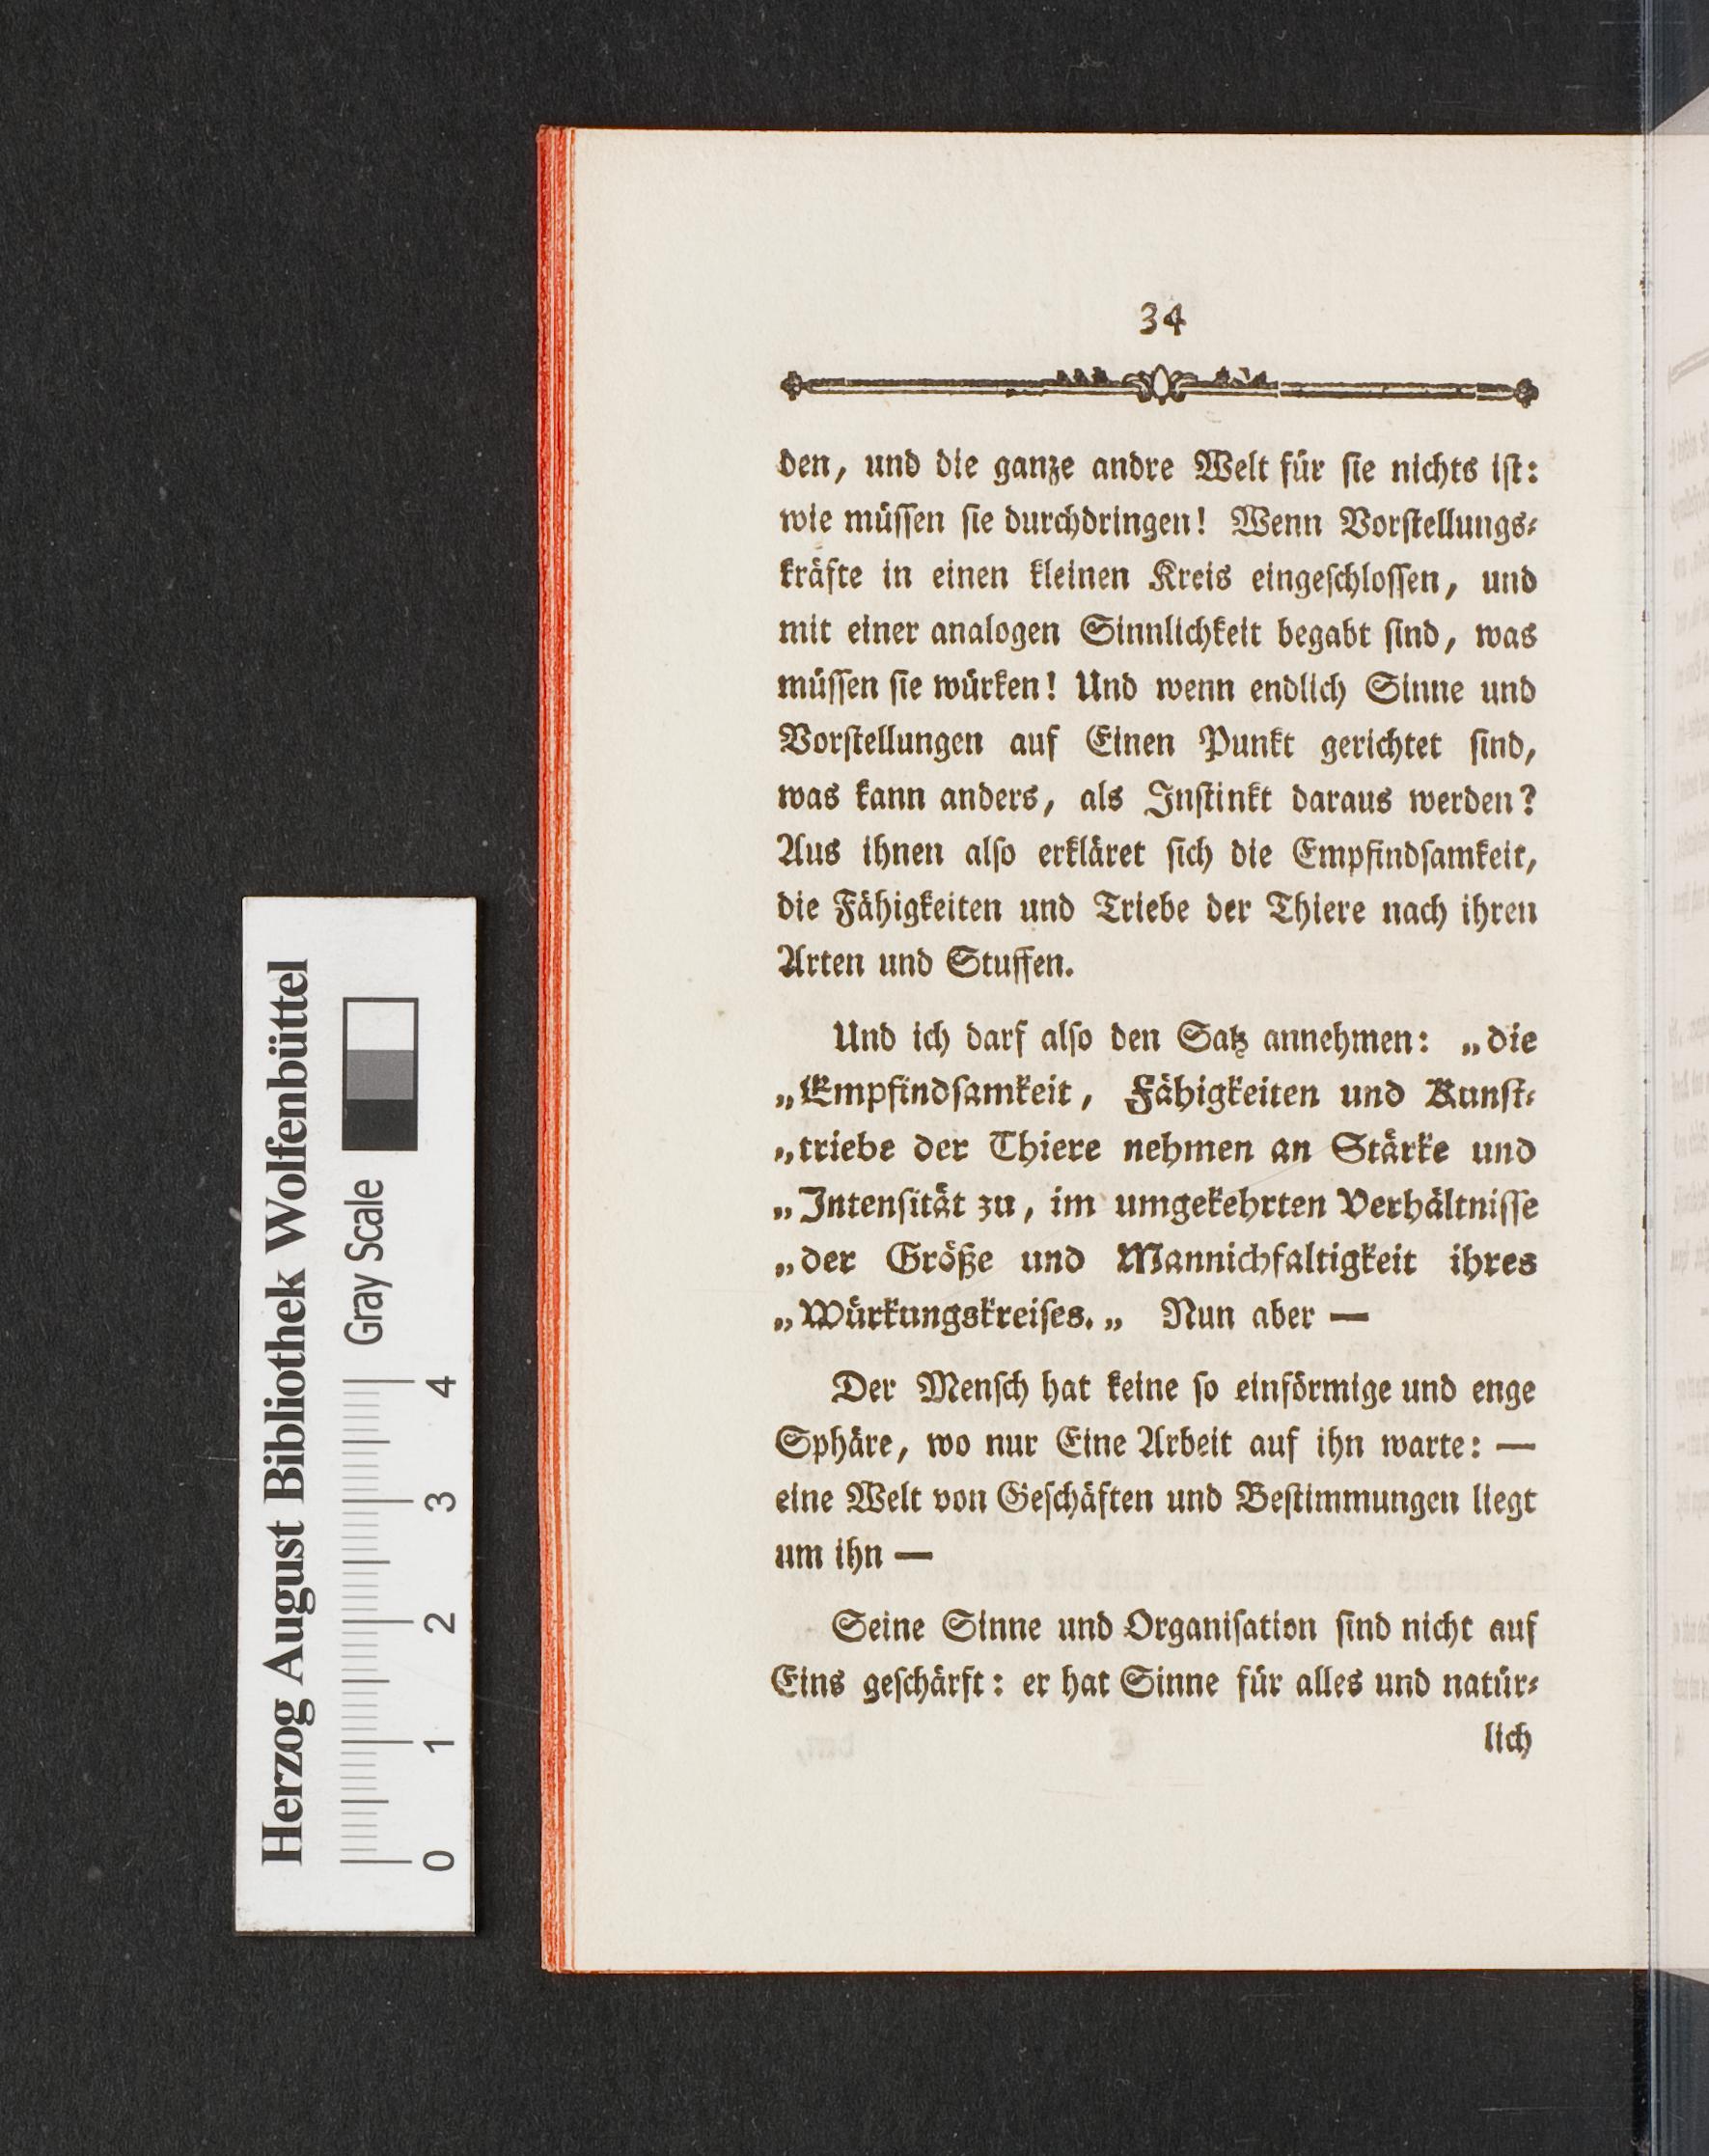 34
den, und die ganze andre Welt für ſie nichts iſt:
wie müſſen ſie durchdringen! Wenn Vorſtellungs⸗
kräfte in einen kleinen Kreis eingeſchloſſen, und
mit einer analogen Sinnlichkeit begabt ſind, was
müſſen ſie würken! Und wenn endlich Sinne und
Vorſtellungen auf Einen Punkt gerichtet ſind,
was kann anders, als Inſtinkt daraus werden?
Aus ihnen alſo erkläret ſich die Empfindſamkeit,
die Fähigkeiten und Triebe der Thiere nach ihren
Arten und Stuffen.
Und ich darf alſo den Satz annehmen: „die
„Empfindſamkeit, Fähigkeiten und Kunſt⸗
„triebe der Thiere nehmen an Stärke und
„Intenſität zu, im umgekehrten Verhältniſſe
„der Größe und Mannichfaltigkeit ihres
„Würkungskreiſes.„ Nun aber —
Der Menſch hat keine ſo einförmige und enge
Sphäre, wo nur Eine Arbeit auf ihn warte: —
eine Welt von Geſchäften und Beſtimmungen liegt
um ihn —
Seine Sinne und Organiſation ſind nicht auf
Eins geſchärft: er hat Sinne für alles und natür⸗
lich
Herzog August Bibliothek Wolfenbüttel
Gray Scale
0 1 2 3 4